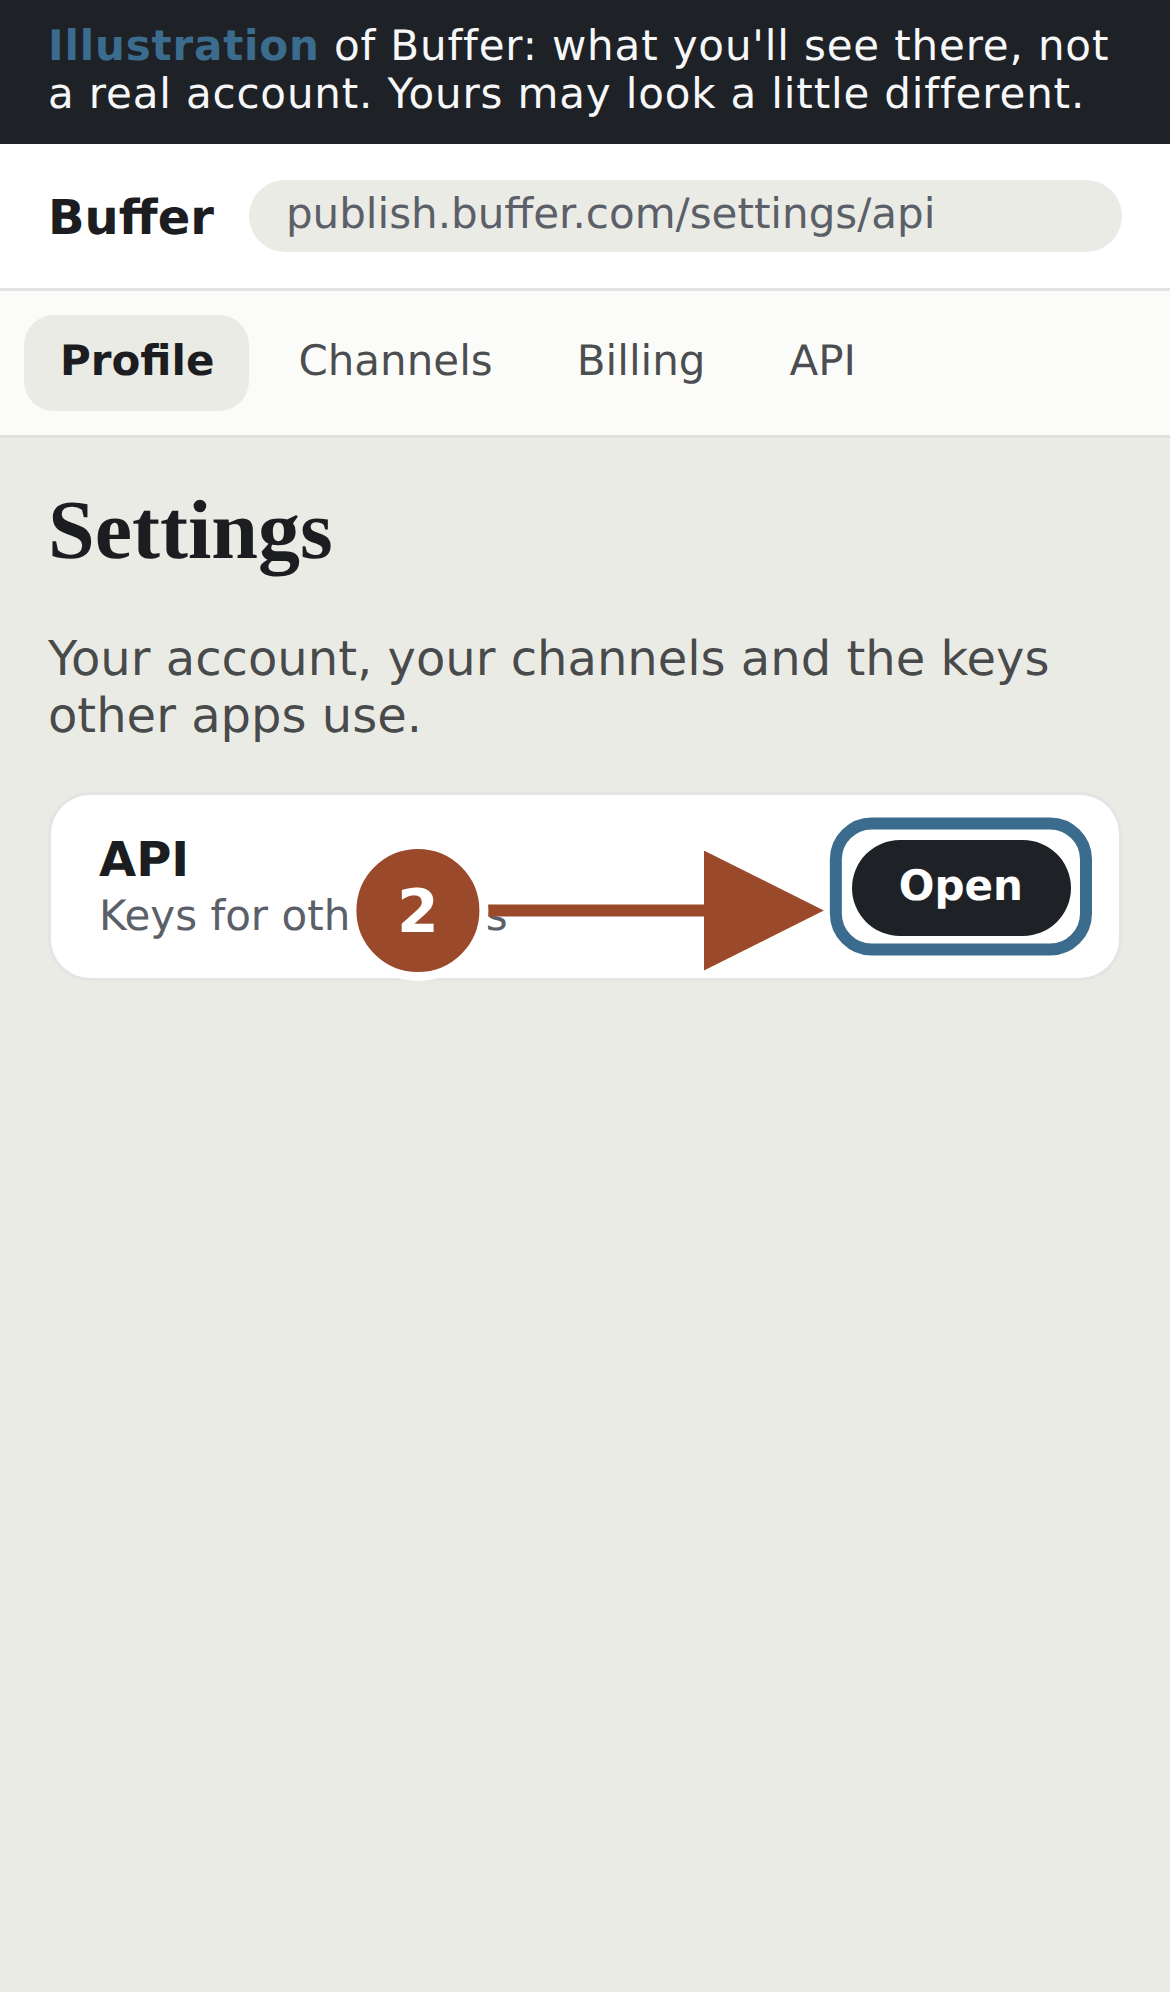 Illustration of Buffer: what you'll see there, not
a real account. Yours may look a little different.
Buffer
publish.buffer.com/settings/api
Profile
Channels
Billing
API
Settings
Your account, your channels and the keys
other apps use.
API
Keys for
2
Open